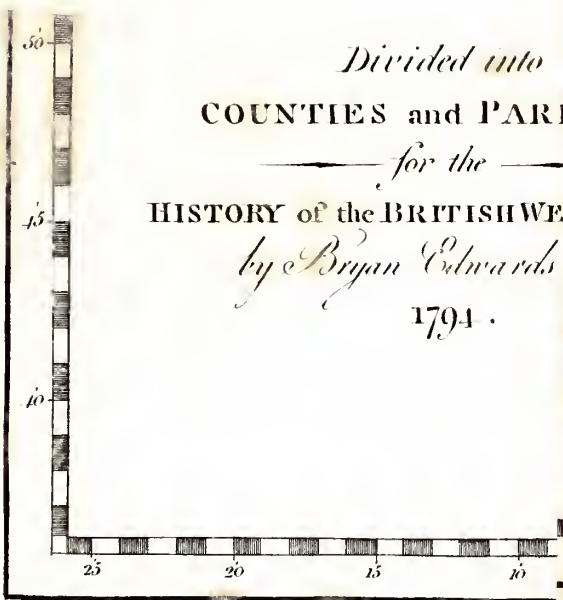 50
Divided into
COUNTIES and PARI
for the
45
HISTORY of the BRITISH WE
by Bryan Edwards
1794.
40
25 20 15 10